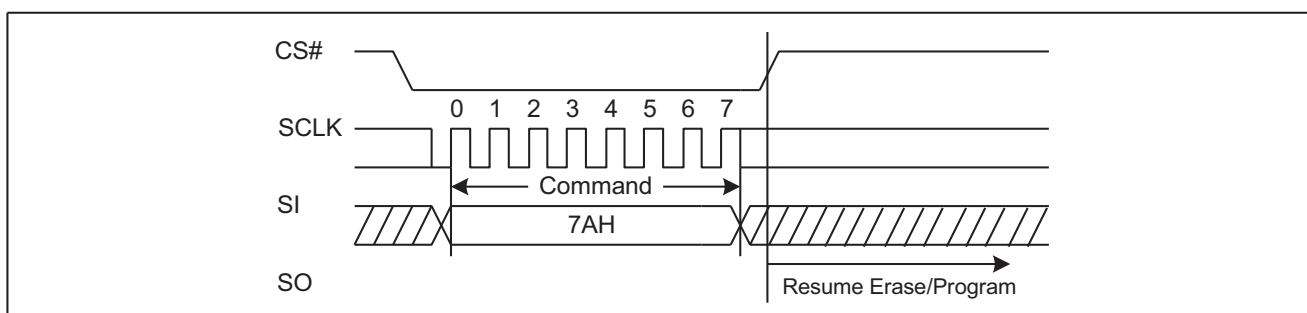 CS#
0 1 2 3 4 5 6 7
SCLK
Command
SI
7AH
SO
Resume Erase/Program